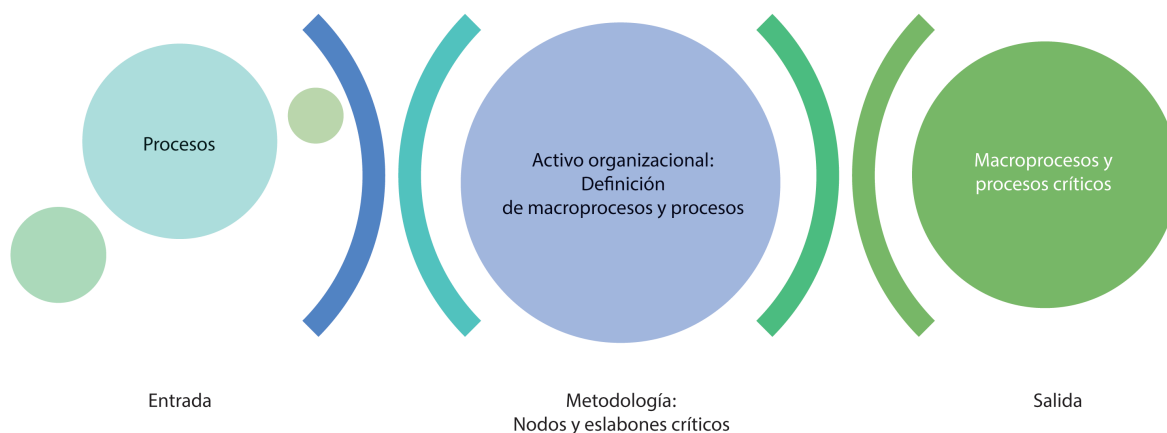 Procesos
Activo organizacional:
Definición
de macroprocesos y procesos
Macroprocesos y
procesos críticos
Entrada
Metodología:
Nodos y eslabones críticos
Salida